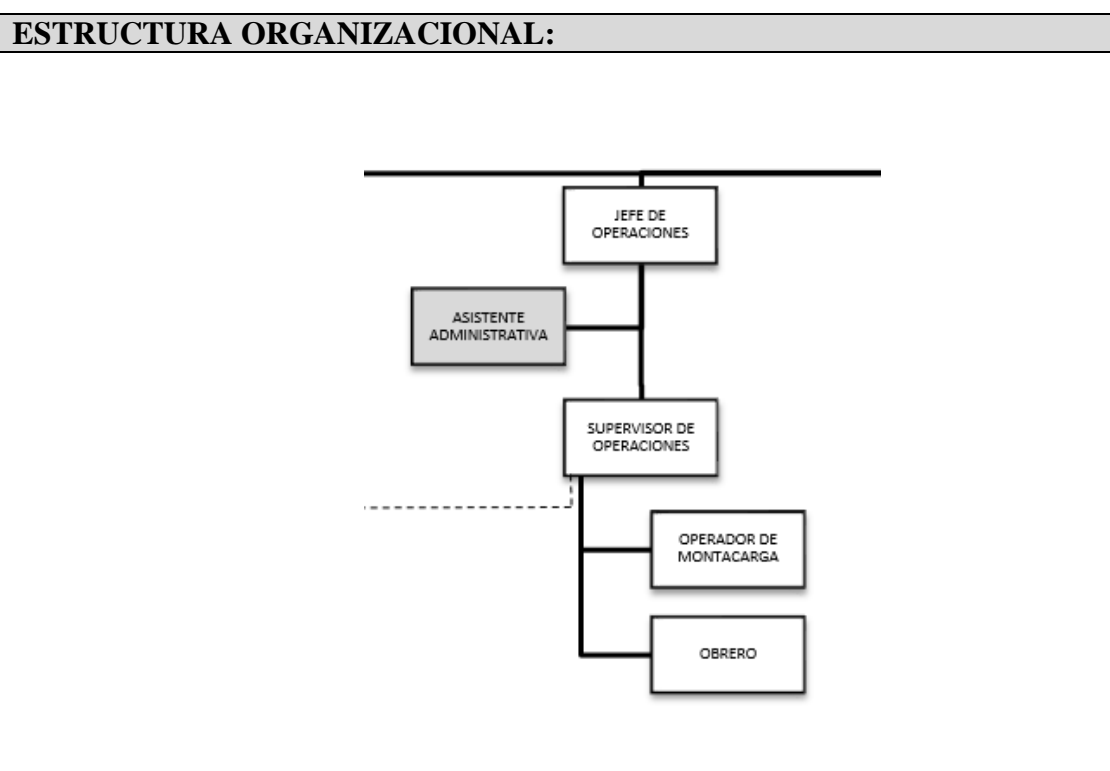 ESTRUCTURA ORGANIZACIONAL:
JEFE DE
OPERACIONES
ASISTENTE
ADMINISTRATIVA
SUPERVISOR DE
OPERACIONES
OPERADOR DE
MONTACARGA
OBRERO